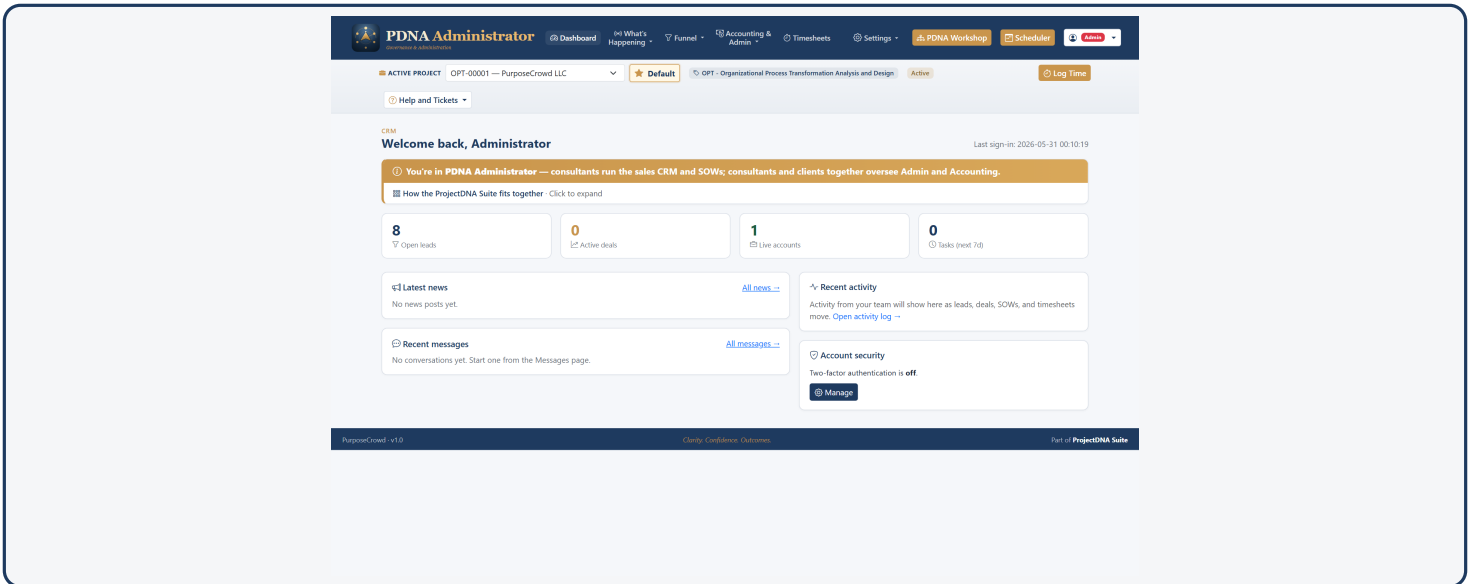 PDNA Administrator
Governance & Administration
Dashboard
What's Happening
Funnel
Accounting & Admin
Timesheets
Settings
PDNA Workshop
Scheduler
Admin
ACTIVE PROJECT
OPT-00001 — PurposeCrowd LLC
Default
OPT - Organizational Process Transformation Analysis and Design
Active
Log Time
Help and Tickets
CRM
Welcome back, Administrator
Last sign-in: 2026-05-31 00:10:19
You're in PDNA Administrator — consultants run the sales CRM and SOWs; consultants and clients together oversee Admin and Accounting.
How the ProjectDNA Suite fits together · Click to expand
8
Open leads
0
Active deals
1
Live accounts
0
Tasks (next 7d)
Latest news
All news →
No news posts yet.
Recent messages
All messages →
No conversations yet. Start one from the Messages page.
Recent activity
Activity from your team will show here as leads, deals, SOWs, and timesheets
move. Open activity log →
Account security
Two-factor authentication is off.
Manage
PurposeCrowd · v1.0
Clarity. Confidence. Outcomes.
Part of ProjectDNA Suite